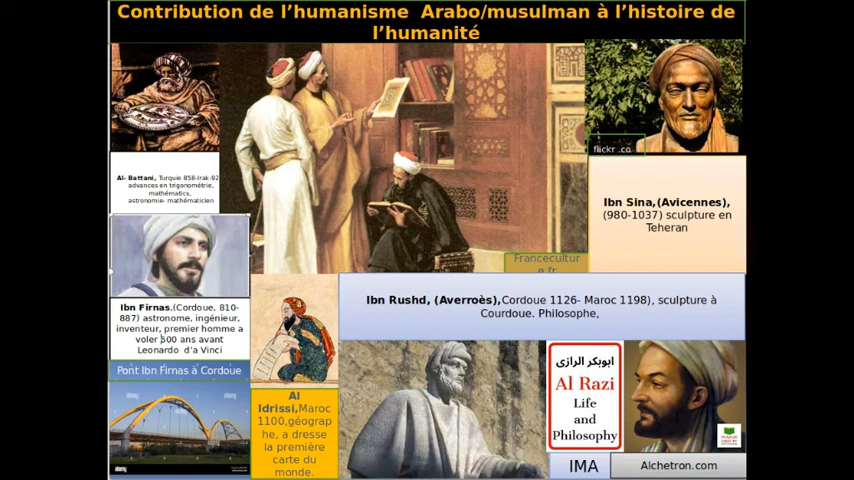 Contribution de l’humanisme Arabo/musulman à l’histoire de
l’humanité
flickr .co
Al- Battani, Turquie 858-Irak-92
advances en trigonométrie,
mathématics,
astronomie- mathématicien
Ibn Sina,(Avicennes),
(980-1037) sculpture en
Teheran
Francecultur
e.fr
Ibn Firnas,(Cordoue, 810-
887) astronome, ingénieur,
inventeur, premier homme a
voler 500 ans avant
Leonardo d’a Vinci
Ibn Rushd, (Averroès),Cordoue 1126- Maroc 1198), sculpture à
Courdoue. Philosophe,
Pont Ibn Firnas à Cordoue
Al
Idrissi,Maroc
1100,géograp
he, a dresse
la première
carte du
monde.
ابوبكر الرازى
Al Razi
Life
and
Philosophy
IMA
Alchetron.com
alamy